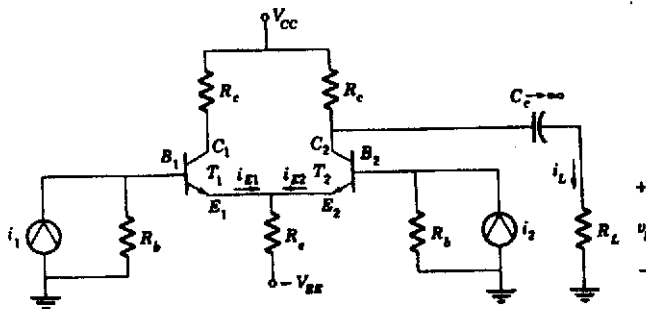 V_CC
R_c
R_c
C_c→∞
C_1
C_2
B_1
B_2
T_1
i_E1
i_E2
T_2
i_L
E_1
E_2
+
i_1
R_b
R_e
R_b
i_2
R_L
-V_EE
−